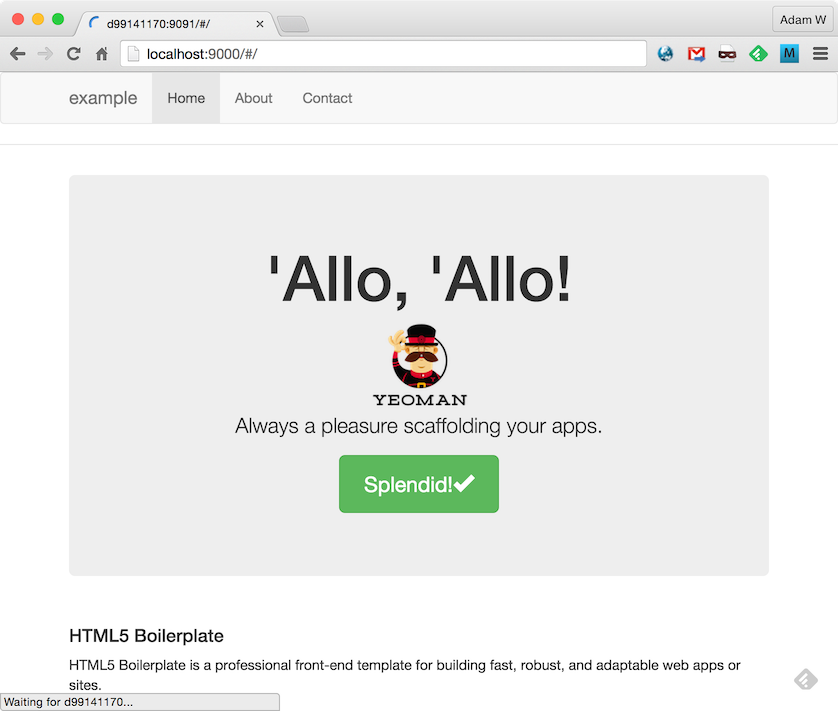 d99141170:9091/#/
Adam W
localhost:9000/#/
M
example Home About Contact
'Allo, 'Allo!
YEOMAN
Always a pleasure scaffolding your apps.
Splendid!
HTML5 Boilerplate
HTML5 Boilerplate is a professional front-end template for building fast, robust, and adaptable web apps or
sites.
Waiting for d99141170...